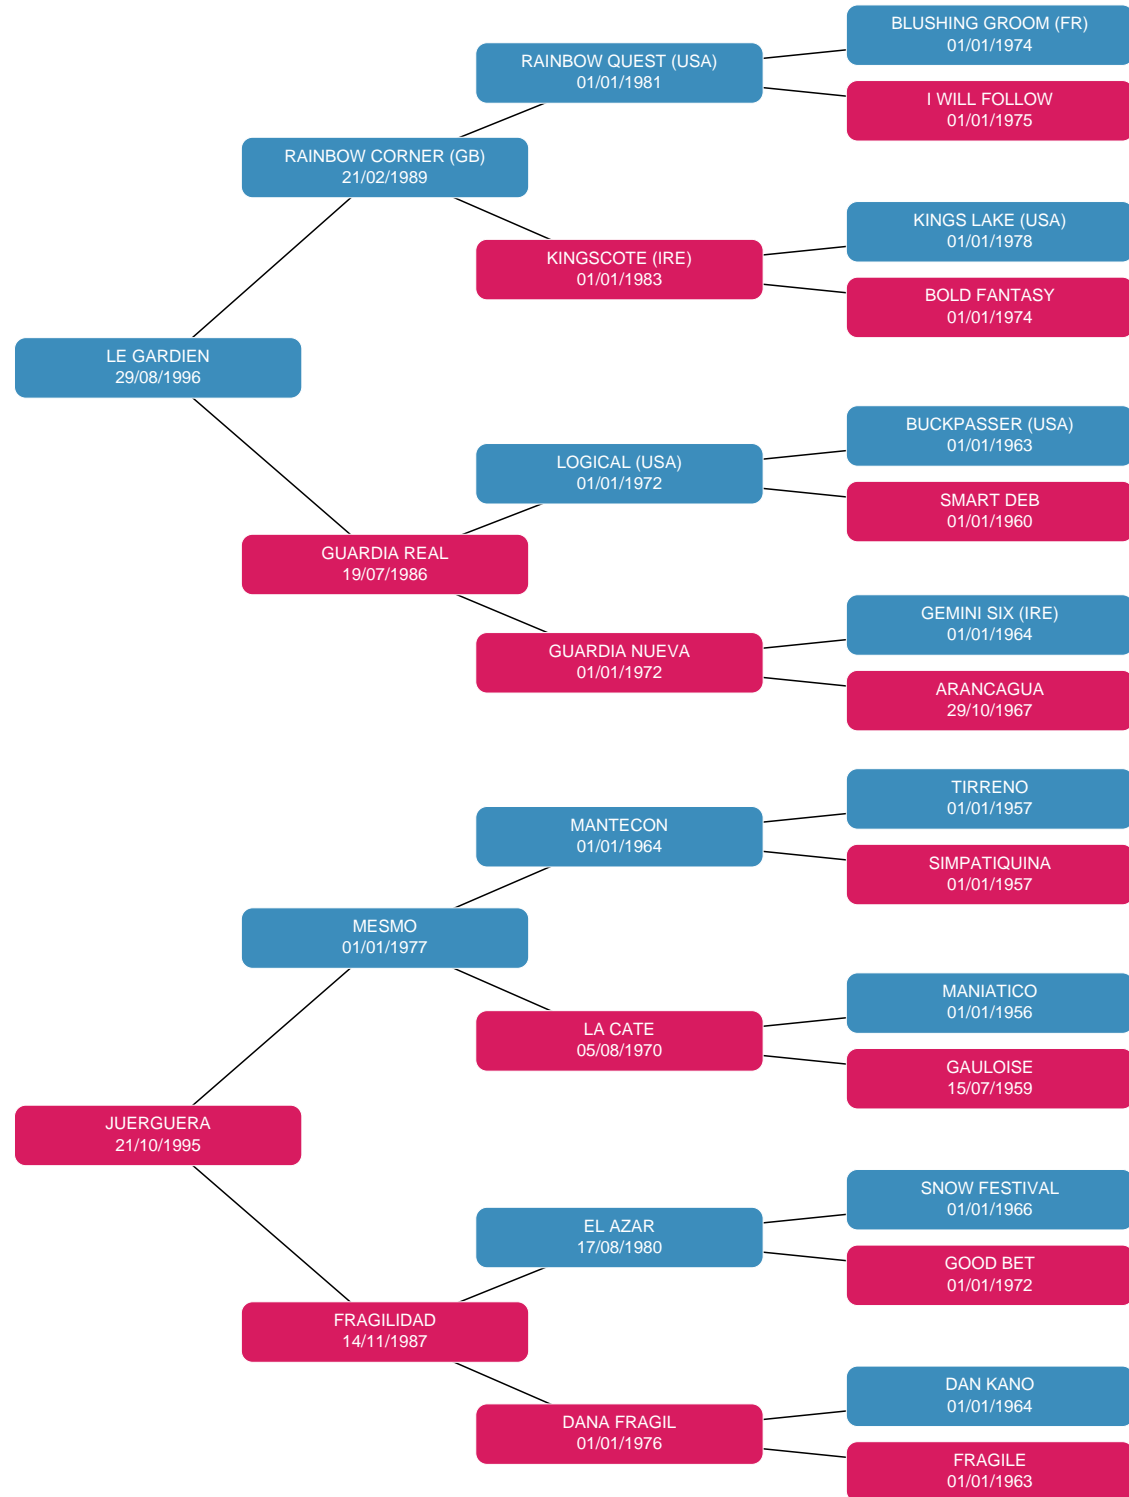 BLUSHING GROOM (FR)
01/01/1974
RAINBOW QUEST (USA)
01/01/1981
I WILL FOLLOW
01/01/1975
RAINBOW CORNER (GB)
21/02/1989
KINGS LAKE (USA)
01/01/1978
KINGSCOTE (IRE)
01/01/1983
BOLD FANTASY
01/01/1974
LE GARDIEN
29/08/1996
BUCKPASSER (USA)
01/01/1963
LOGICAL (USA)
01/01/1972
SMART DEB
01/01/1960
GUARDIA REAL
19/07/1986
GEMINI SIX (IRE)
01/01/1964
GUARDIA NUEVA
01/01/1972
ARANCAGUA
29/10/1967
TIRRENO
01/01/1957
MANTECON
01/01/1964
SIMPATIQUINA
01/01/1957
MESMO
01/01/1977
MANIATICO
01/01/1956
LA CATE
05/08/1970
GAULOISE
15/07/1959
JUERGUERA
21/10/1995
SNOW FESTIVAL
01/01/1966
EL AZAR
17/08/1980
GOOD BET
01/01/1972
FRAGILIDAD
14/11/1987
DAN KANO
01/01/1964
DANA FRAGIL
01/01/1976
FRAGILE
01/01/1963